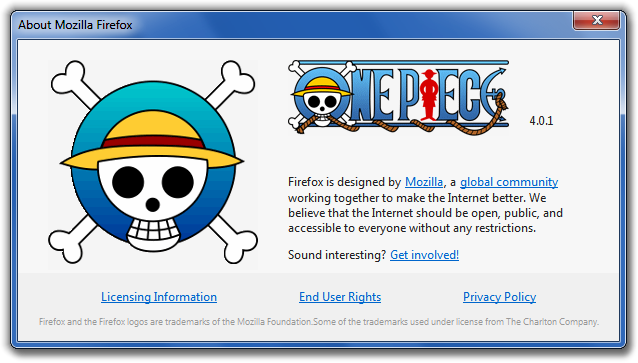 About Mozilla Firefox
ONE PIECE
4.0.1
Firefox is designed by Mozilla, a global community
working together to make the Internet better. We
believe that the Internet should be open, public, and
accessible to everyone without any restrictions.
Sound interesting? Get involved!
Licensing Information End User Rights Privacy Policy
Firefox and the Firefox logos are trademarks of the Mozilla Foundation.Some of the trademarks used under license from The Charlton Company.